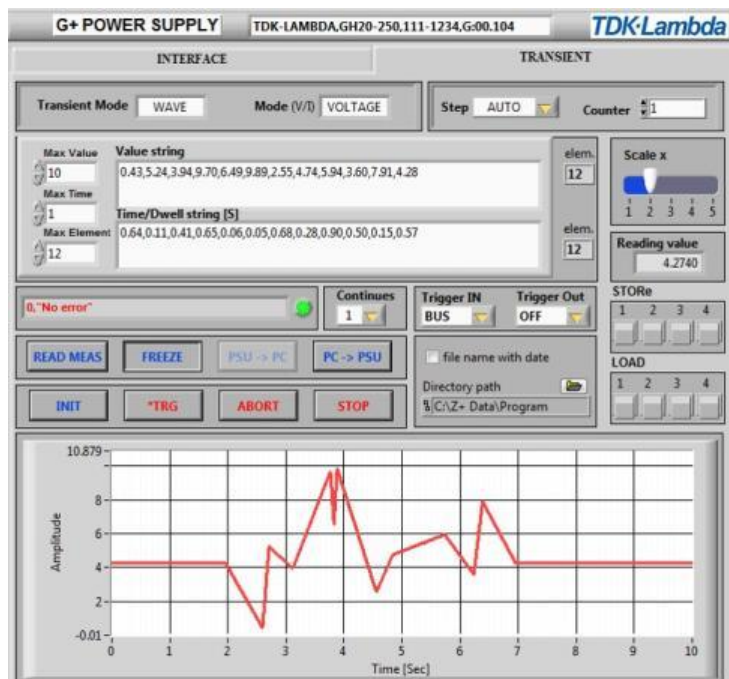 G+ POWER SUPPLY TDK-LAMBDA,GH20-250,111-1234,G:00.104 TDK·Lambda
INTERFACE TRANSIENT
Transient Mode WAVE Mode (V/I) VOLTAGE Step AUTO Counter 1
Max Value Value string elem. Scale x
10 0.43,5.24,3.94,9.70,6.49,9.89,2.55,4.74,5.94,3.60,7.91,4.28 12
Max Time
1 Time/Dwell string [S] 1 2 3 4 5
Max Element 0.64,0.11,0.41,0.65,0.06,0.05,0.68,0.28,0.90,0.50,0.15,0.57 elem.
12 12 Reading value
4.2740
0,"No error" Continues Trigger IN Trigger Out STORe
1 BUS OFF 1 2 3 4
READ MEAS FREEZE PSU -> PC PC -> PSU file name with date
LOAD
Directory path 1 2 3 4
INIT *TRG ABORT STOP C:\Z+ Data\Program
10.879
8
6
4
2
-0.01
Amplitude
0 1 2 3 4 5 6 7 8 9 10
Time [Sec]